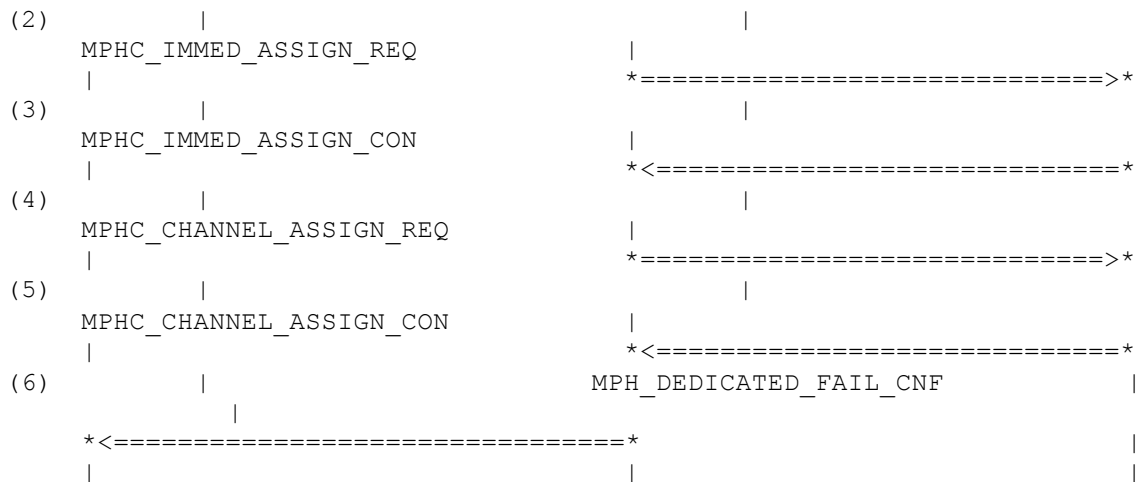 (2) | |
MPHC_IMMED_ASSIGN_REQ |
| *=============================>*
(3) | |
MPHC_IMMED_ASSIGN_CON |
| *<=============================*
(4) | |
MPHC_CHANNEL_ASSIGN_REQ |
| *=============================>*
(5) | |
MPHC_CHANNEL_ASSIGN_CON |
| *<=============================*
(6) | MPH_DEDICATED_FAIL_CNF |
|
*<================================* |
| | |